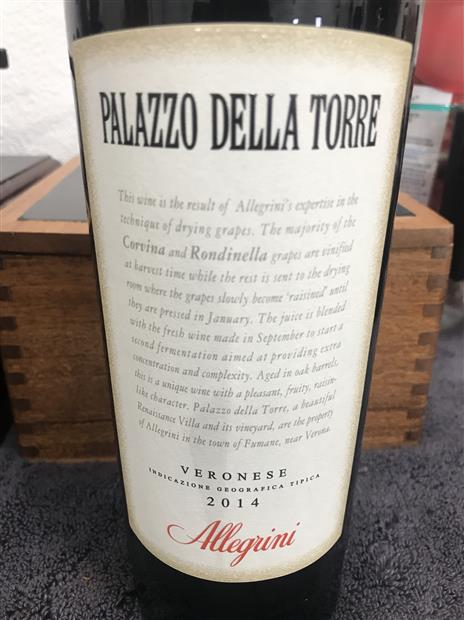 PALAZZO DELLA TORRE
This wine is the result of Allegrini's expertise in the
technique of drying grapes. The majority of the
Corvina and Rondinella grapes are vinified
at harvest time while the rest is sent to the drying
room where the grapes slowly become 'raisined' until
they are pressed in January. The juice is blended
with the fresh wine made in September to start a
second fermentation aimed at providing extra
concentration and complexity. Aged in oak barrels,
this is a unique wine with a pleasant, fruity, raisin-
like character. Palazzo della Torre, a beautiful
Renaissance Villa and its vineyard, are the property
of Allegrini in the town of Fumane, near Verona.
VERONESE
INDICAZIONE GEOGRAFICA TIPICA
2014
Allegrini